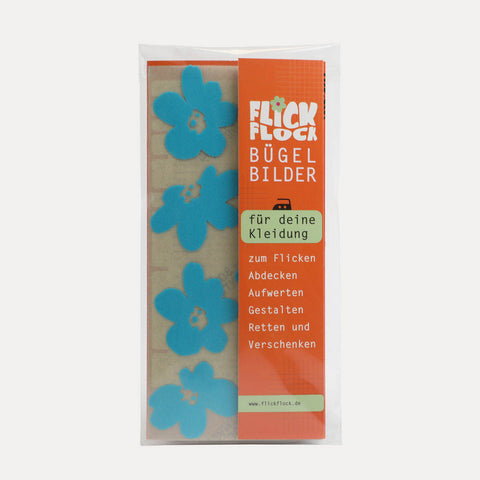 FLICK
FLOCK
BÜGEL
BILDER
für deine
Kleidung
zum Flicken
Abdecken
Aufwerten
Gestalten
Retten und
Verschenken
www.flickflock.de